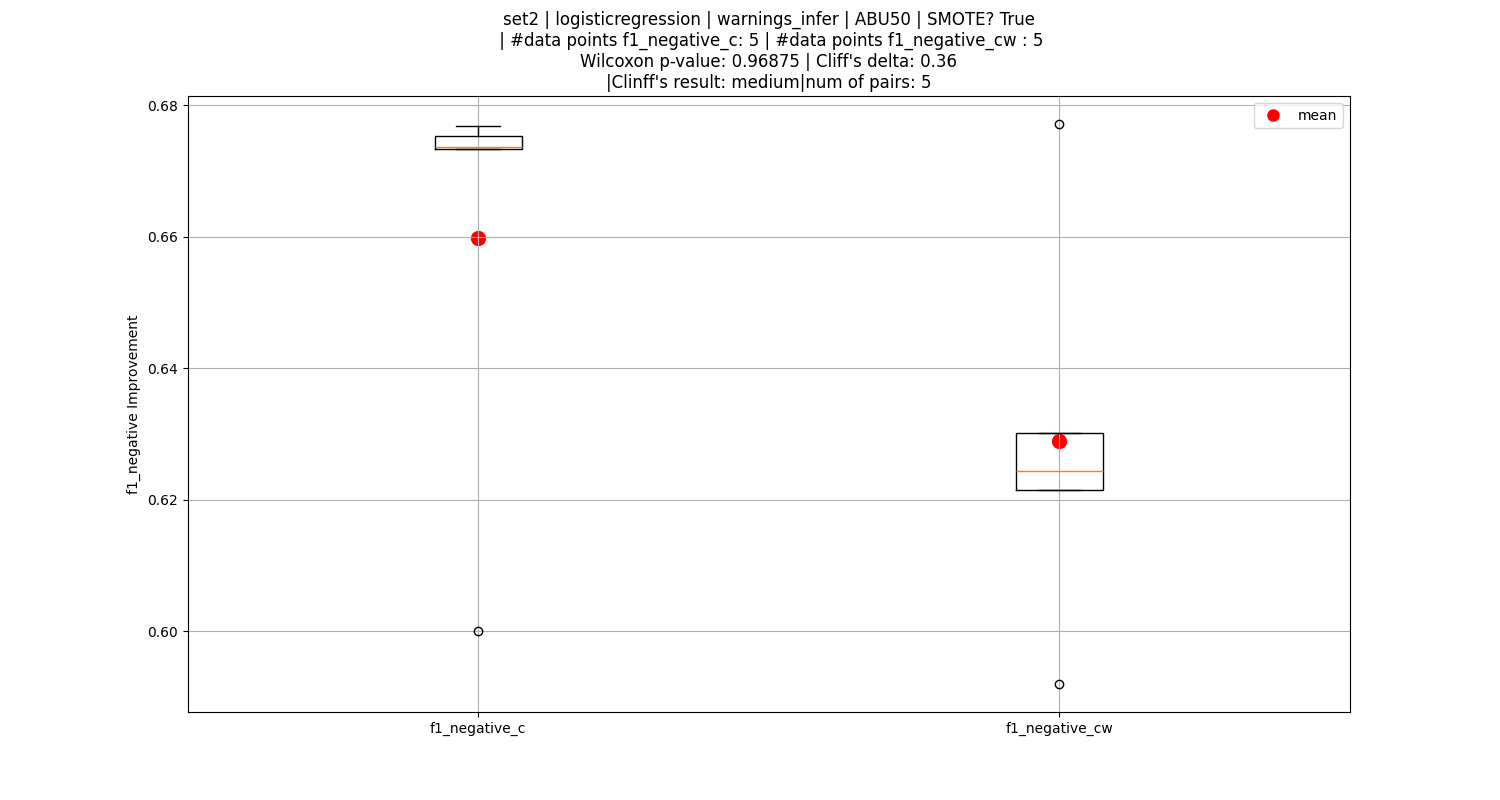 set2 | logisticregression | warnings_infer | ABU50 | SMOTE? True
| #data points f1_negative_c: 5 | #data points f1_negative_cw : 5
Wilcoxon p-value: 0.96875 | Cliff's delta: 0.36
|Clinff's result: medium|num of pairs: 5
mean
0.68
0.66
0.64
0.62
0.60
f1_negative Improvement
f1_negative_c
f1_negative_cw